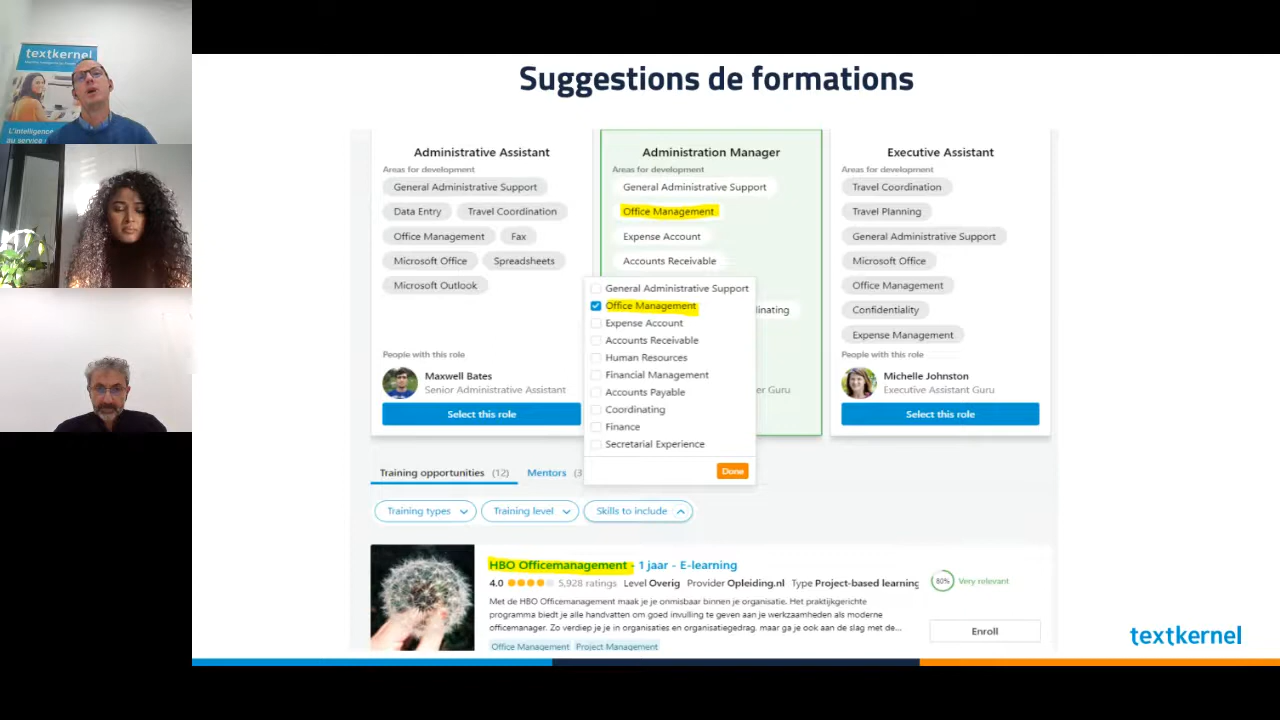 textkernel
L'intelligence
au service
Suggestions de formations
Administrative Assistant
Areas for development
General Administrative Support
Data Entry
Travel Coordination
Office Management
Fax
Microsoft Office
Spreadsheets
Microsoft Outlook
People with this role
Maxwell Bates
Senior Administrative Assistant
Select this role
Administration Manager
Areas for development
General Administrative Support
Office Management
Expense Account
Accounts Receivable
General Administrative Support
Office Management
Expense Account
Accounts Receivable
Human Resources
Financial Management
Accounts Payable
Coordinating
Finance
Secretarial Experience
Done
inating
er Guru
Executive Assistant
Areas for development
Travel Coordination
Travel Planning
General Administrative Support
Microsoft Office
Office Management
Confidentiality
Expense Management
People with this role
Michelle Johnston
Executive Assistant Guru
Select this role
Training opportunities (12)
Mentors (3
Training types
Training level
Skills to include
HBO Officemanagement - 1 jaar - E-learning
4.0 5,928 ratings Level Overig Provider Opleiding.nl Type Project-based learning
Met de HBO Officemanagement maak je je onmisbaar binnen je organisatie. Het praktijkgerichte
programma biedt je alle handvatten om goed invulling te geven aan je werkzaamheden als moderne
officemanager. Zo verdiep je je in organisaties en organisatiegedrag, maar ga je ook aan de slag met de...
Office Management Project Management
80% Very relevant
Enroll
textkernel